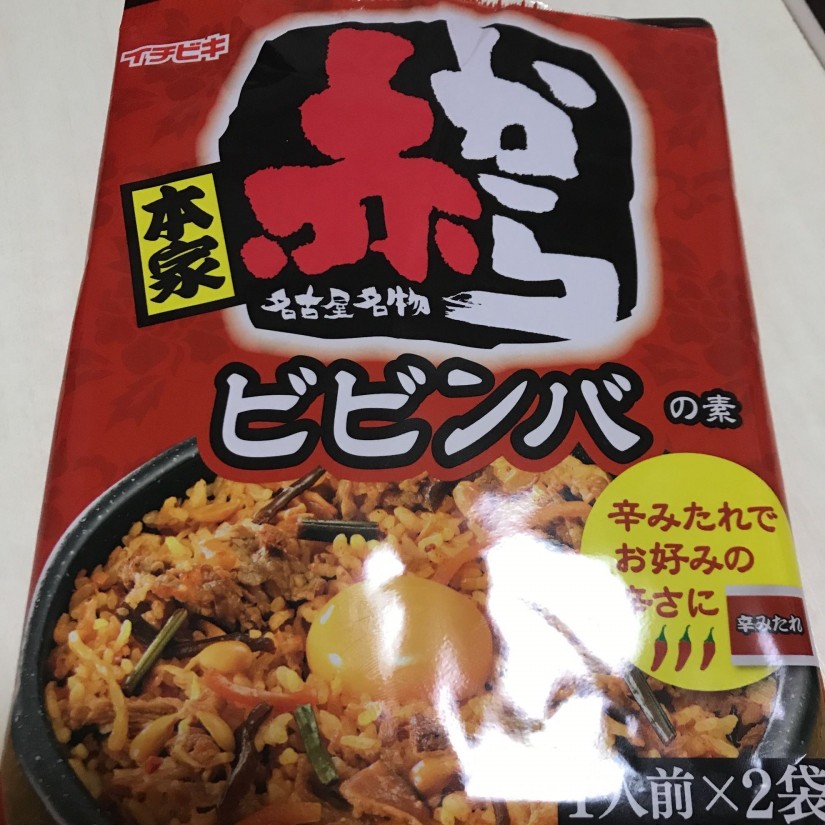 イチビキ
赤から
本家
名古屋名物
ビビンバの素
辛みたれで
お好みの
辛さに
辛みたれ
1人前×2袋